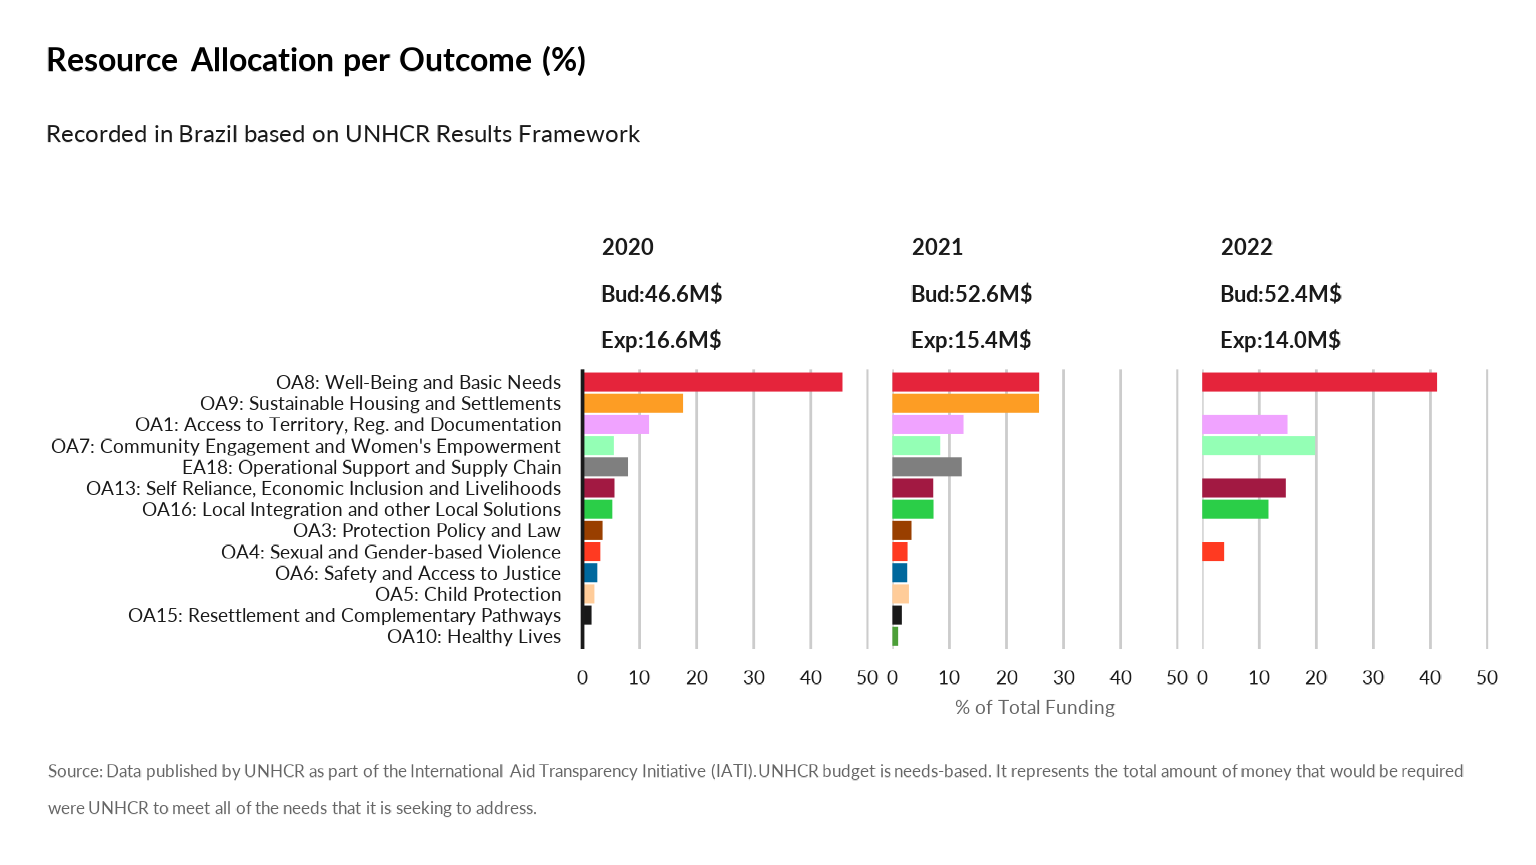 Resource Allocation per Outcome (%)
Recorded in Brazil based on UNHCR Results Framework
2020
Bud:46.6M$
Exp:16.6M$
2021
Bud:52.6M$
Exp:15.4M$
2022
Bud:52.4M$
Exp:14.0M$
OA8: Well-Being and Basic Needs
OA9: Sustainable Housing and Settlements
OA1: Access to Territory, Reg. and Documentation
OA7: Community Engagement and Women's Empowerment
EA18: Operational Support and Supply Chain
OA13: Self Reliance, Economic Inclusion and Livelihoods
OA16: Local Integration and other Local Solutions
OA3: Protection Policy and Law
OA4: Sexual and Gender-based Violence
OA6: Safety and Access to Justice
OA5: Child Protection
OA15: Resettlement and Complementary Pathways
OA10: Healthy Lives
0 10 20 30 40 50 0 10 20 30 40 50 0 10 20 30 40 50
% of Total Funding
Source: Data published by UNHCR as part of the International Aid Transparency Initiative (IATI).UNHCR budget is needs-based. It represents the total amount of money that would be required
were UNHCR to meet all of the needs that it is seeking to address.